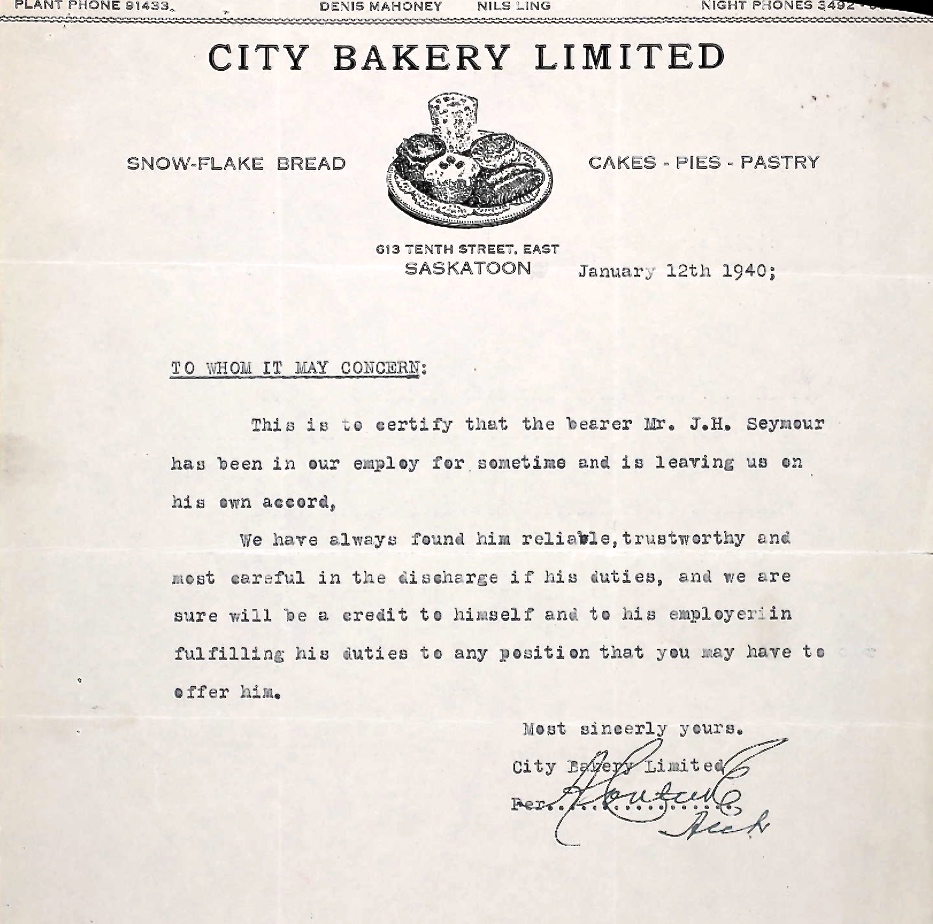 PLANT PHONE 91433. DENIS MAHONEY NILS LING NIGHT PHONES 3492
CITY BAKERY LIMITED
SNOW-FLAKE BREAD CAKES - PIES - PASTRY
613 TENTH STREET, EAST
SASKATOON January 12th 1940;
TO WHOM IT MAY CONCERN:
This is to certify that the bearer Mr. J.H. Seymour
has been in our employ for sometime and is leaving us on
his own accord,
We have always found him reliable,trustworthy and
most careful in the discharge if his duties, and we are
sure will be a credit to himself and to his employeriin
fulfilling his duties to any position that you may have to
offer him.
Most sincerly yours.
City Bakery Limited
Per..................